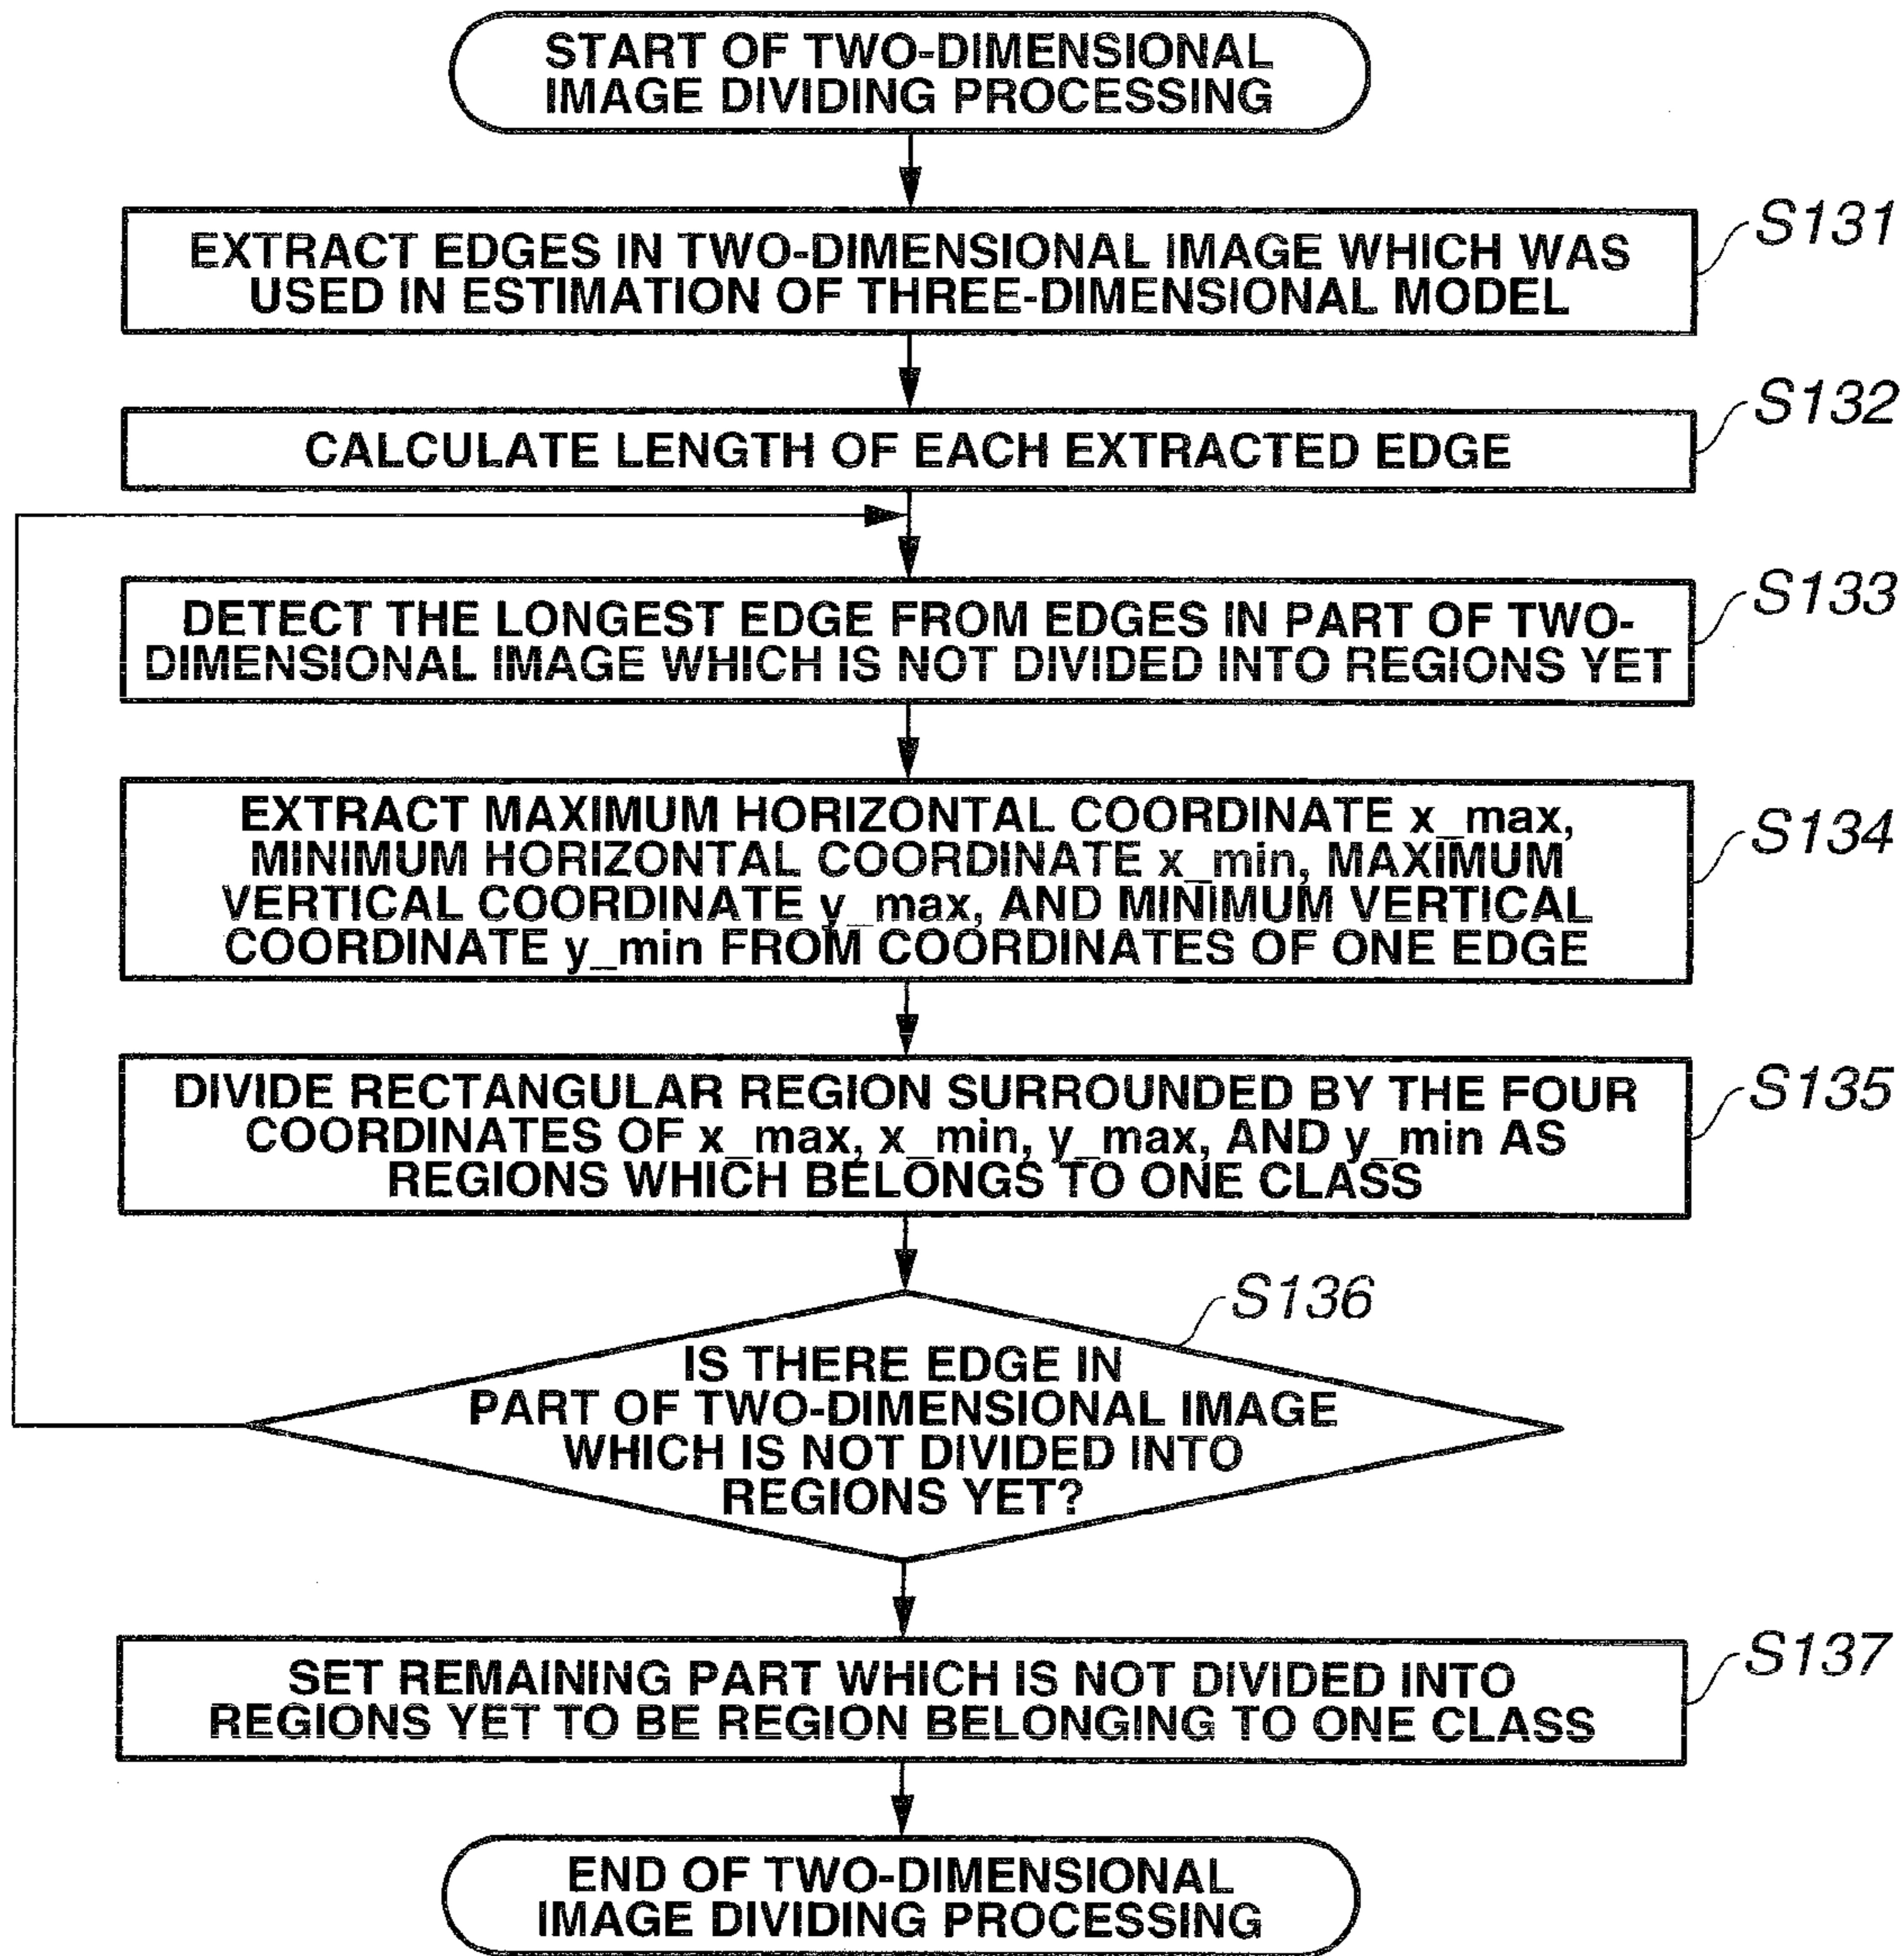 START OF TWO-DIMENSIONAL
IMAGE DIVIDING PROCESSING
S131
EXTRACT EDGES IN TWO-DIMENSIONAL IMAGE WHICH WAS
USED IN ESTIMATION OF THREE-DIMENSIONAL MODEL
S132
CALCULATE LENGTH OF EACH EXTRACTED EDGE
S133
DETECT THE LONGEST EDGE FROM EDGES IN PART OF TWO-
DIMENSIONAL IMAGE WHICH IS NOT DIVIDED INTO REGIONS YET
S134
EXTRACT MAXIMUM HORIZONTAL COORDINATE x_max,
MINIMUM HORIZONTAL COORDINATE x_min, MAXIMUM
VERTICAL COORDINATE y_max, AND MINIMUM VERTICAL
COORDINATE y_min FROM COORDINATES OF ONE EDGE
S135
DIVIDE RECTANGULAR REGION SURROUNDED BY THE FOUR
COORDINATES OF x_max, x_min, y_max, AND y_min AS
REGIONS WHICH BELONGS TO ONE CLASS
S136
IS THERE EDGE IN
PART OF TWO-DIMENSIONAL IMAGE
WHICH IS NOT DIVIDED INTO
REGIONS YET?
S137
SET REMAINING PART WHICH IS NOT DIVIDED INTO
REGIONS YET TO BE REGION BELONGING TO ONE CLASS
END OF TWO-DIMENSIONAL
IMAGE DIVIDING PROCESSING